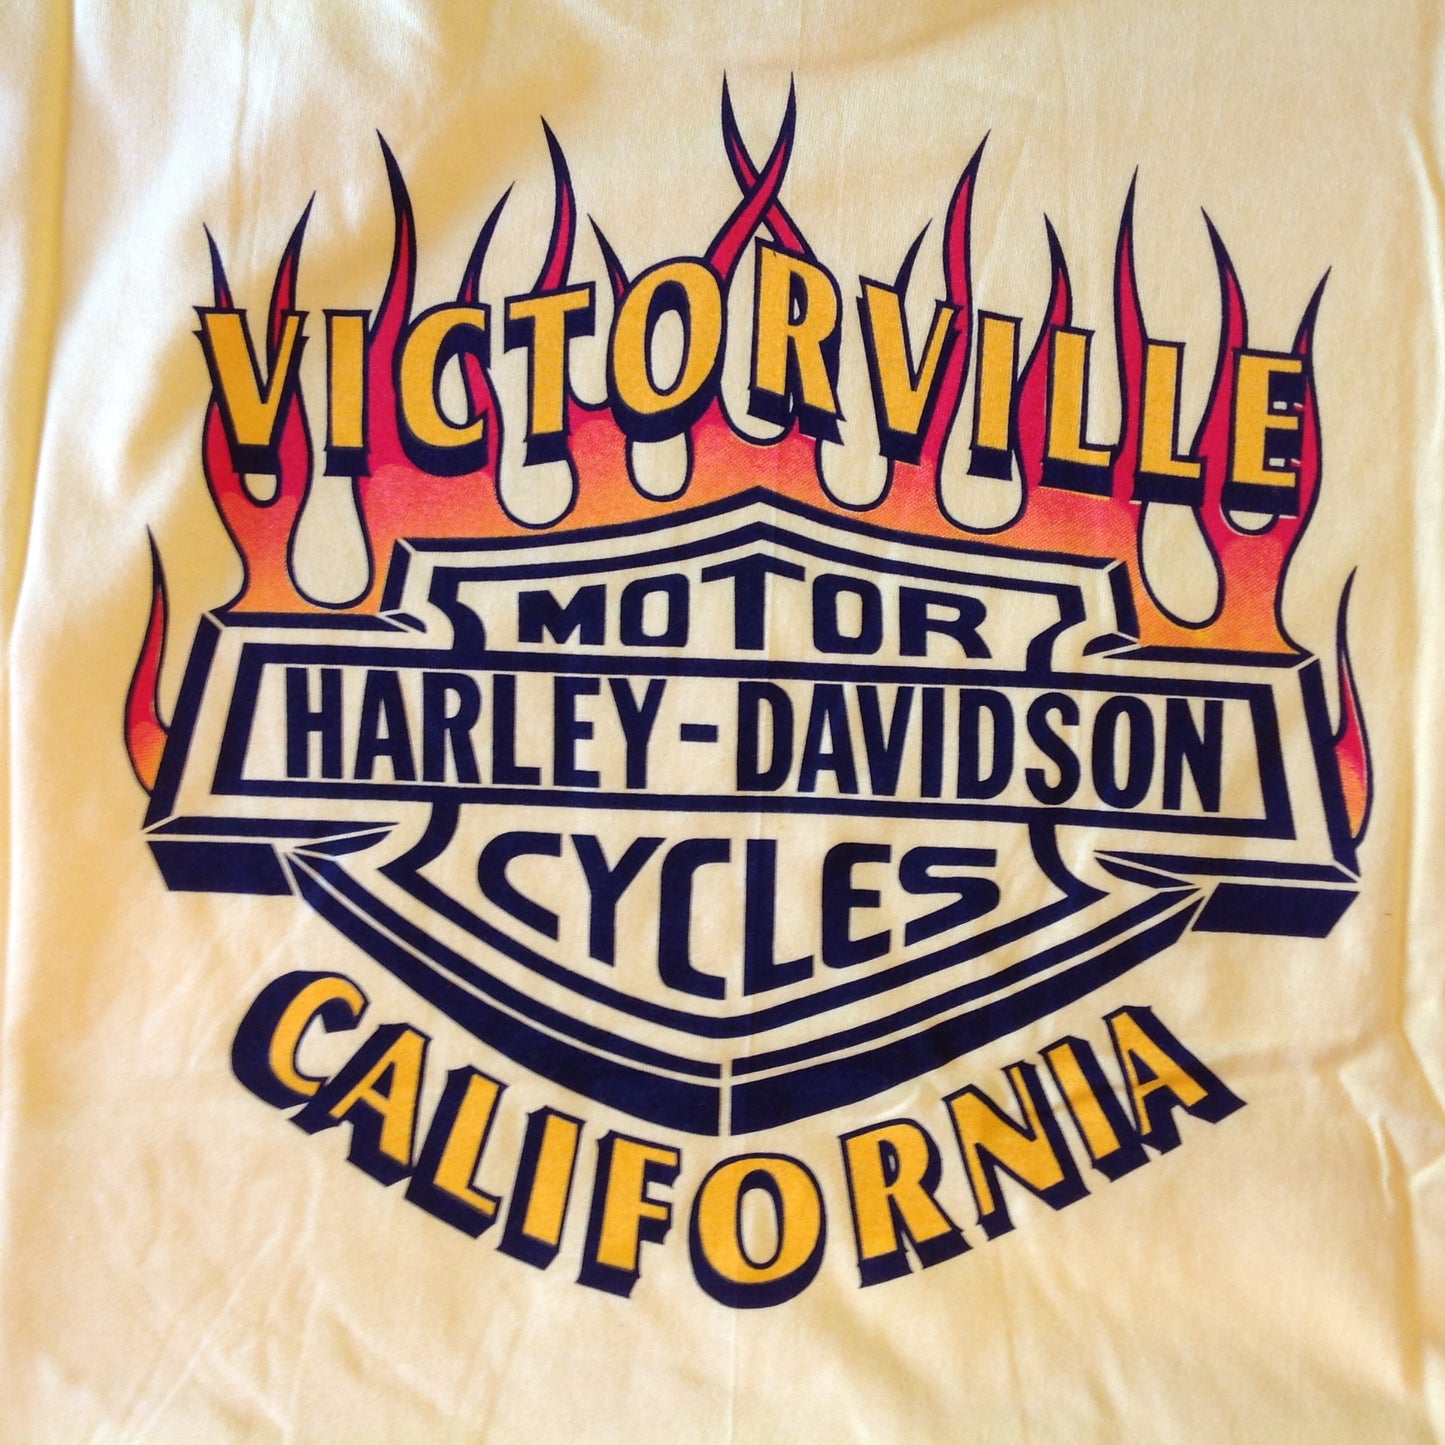 VICTORVILLE
MOTOR
HARLEY-DAVIDSON
CYCLES
CALIFORNIA